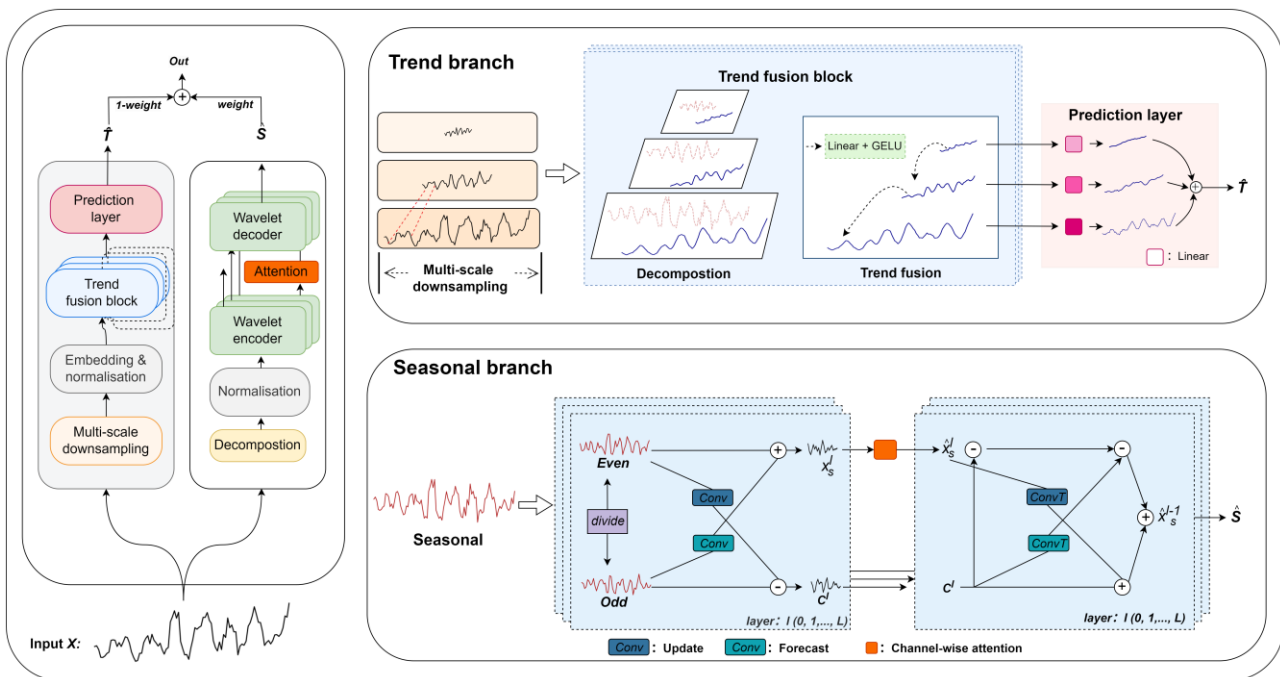 Out
1-weight
weight
T̂
Ŝ
Prediction
layer
Trend
fusion block
Embedding &
normalisation
Multi-scale
downsampling
Wavelet
decoder
Attention
Wavelet
encoder
Normalisation
Decompostion
Input X:
Trend branch
Multi-scale
downsampling
Trend fusion block
Decompostion
Linear + GELU
Trend fusion
Prediction layer
T̂
: Linear
Seasonal branch
Seasonal
Even
divide
Odd
Conv
Conv
+
-
x_s^l
C^l
layer: l (0, 1,..., L)
x̂_s^l
C^l
ConvT
ConvT
x̂_s^{l-1}
Ŝ
layer: l (0, 1,..., L)
Conv : Update
Conv : Forecast
: Channel-wise attention